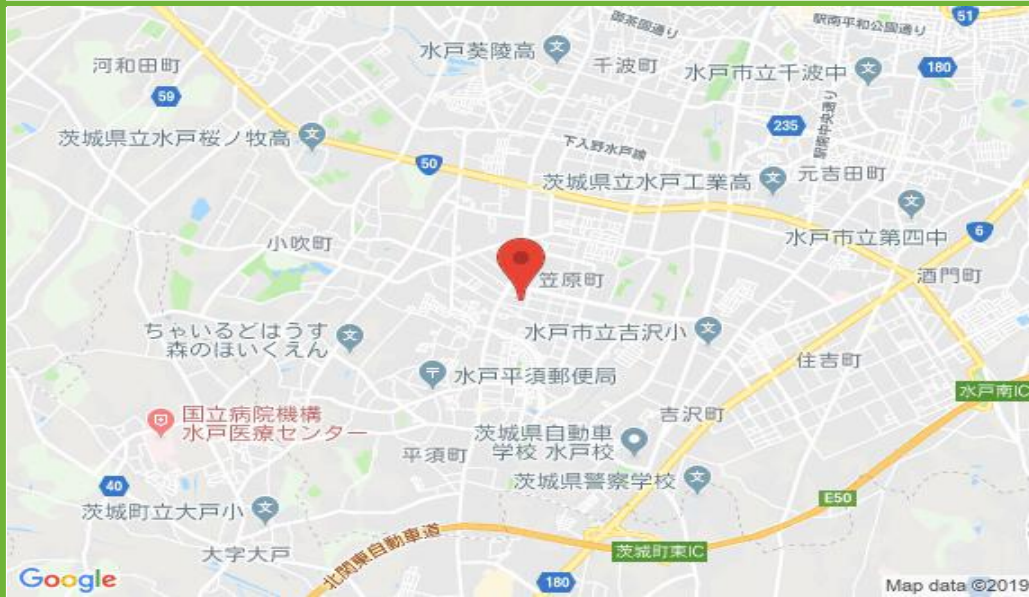 御茶園通り
駅南平和公園通り
51
水戸葵陵高
河和田町
千波町
水戸市立千波中
180
59
235
駅南中央通り
茨城県立水戸桜ノ牧高
下入野水戸線
50
茨城県立水戸工業高
元吉田町
水戸市立第四中
6
小吹町
酒門町
笠原町
ちゃいるどはうす
森のほいくえん
水戸市立吉沢小
住吉町
水戸平須郵便局
水戸南IC
国立病院機構
水戸医療センター
吉沢町
茨城県自動車
学校 水戸校
平須町
茨城県警察学校
40
E50
茨城町立大戸小
大字大戸
北関東自動車道
茨城町東IC
180
Google
Map data ©2019